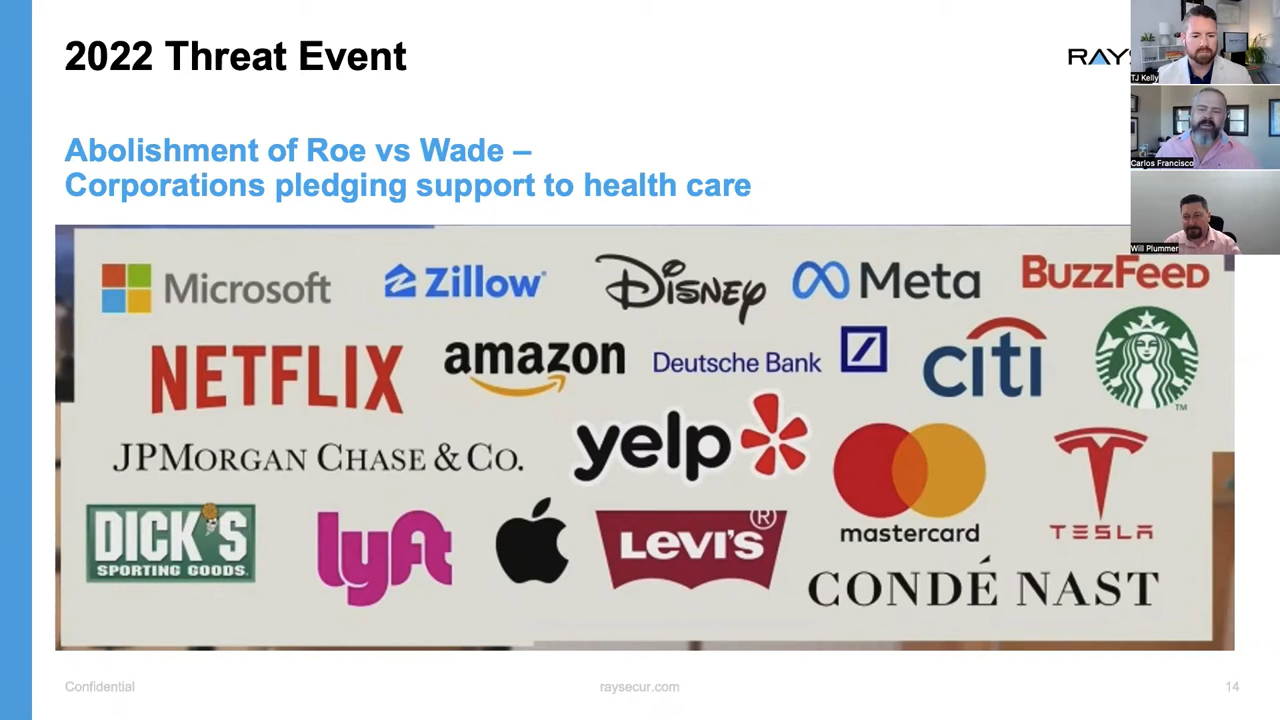 2022 Threat Event
RAYS
TJ Kelly
Carlos Francisco
Will Plummer
Abolishment of Roe vs Wade –
Corporations pledging support to health care
Microsoft
Zillow
Disney
Meta
BuzzFeed
NETFLIX
amazon
Deutsche Bank
citi
TM
JPMORGAN CHASE & CO.
yelp
mastercard
TESLA
DICK'S
SPORTING GOODS
lyft
LEVI'S
®
CONDÉ NAST
Confidential
raysecur.com
14